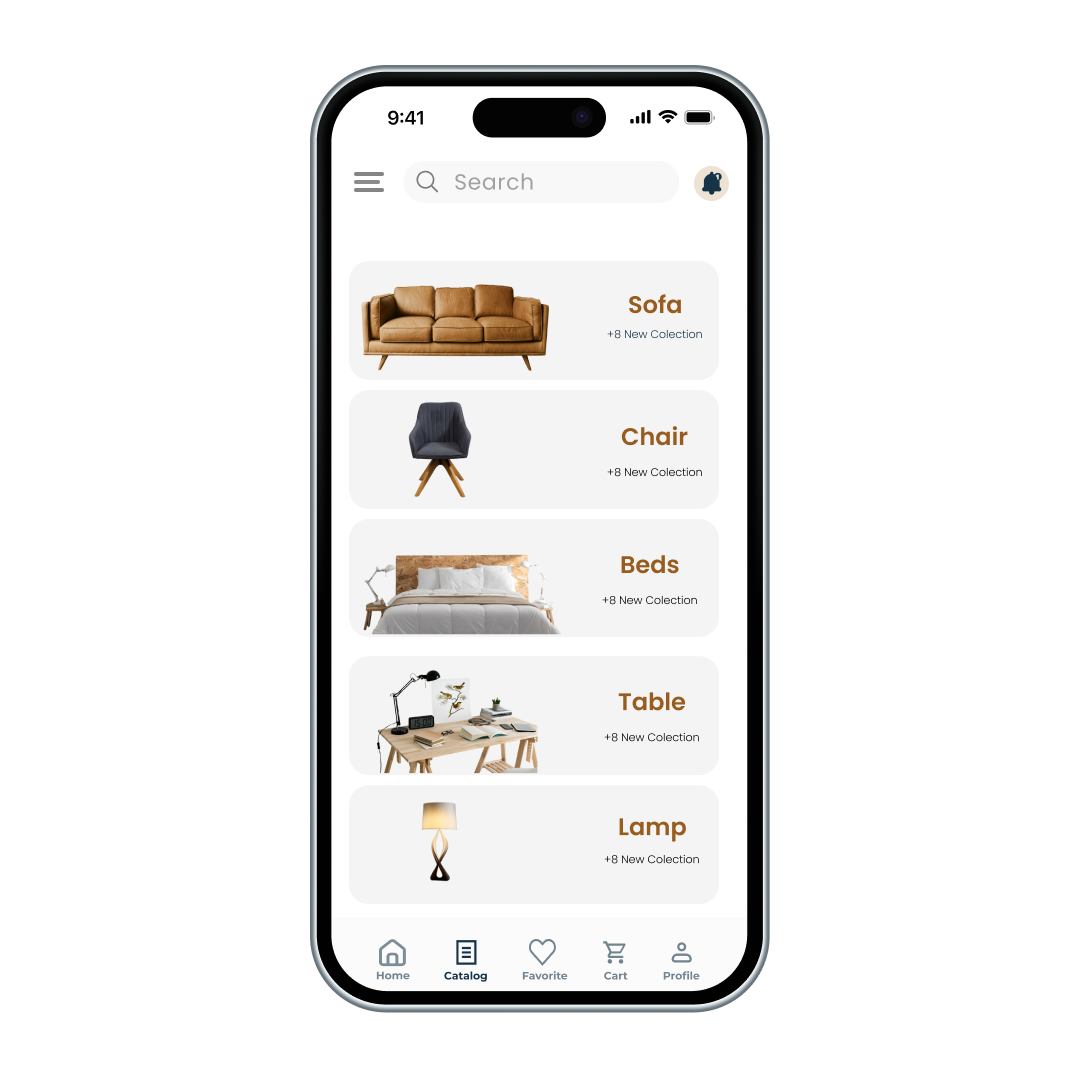 9:41
Search
Sofa
+8 New Colection
Chair
+8 New Colection
Beds
+8 New Colection
Table
+8 New Colection
Lamp
+8 New Colection
Home Catalog Favorite Cart Profile